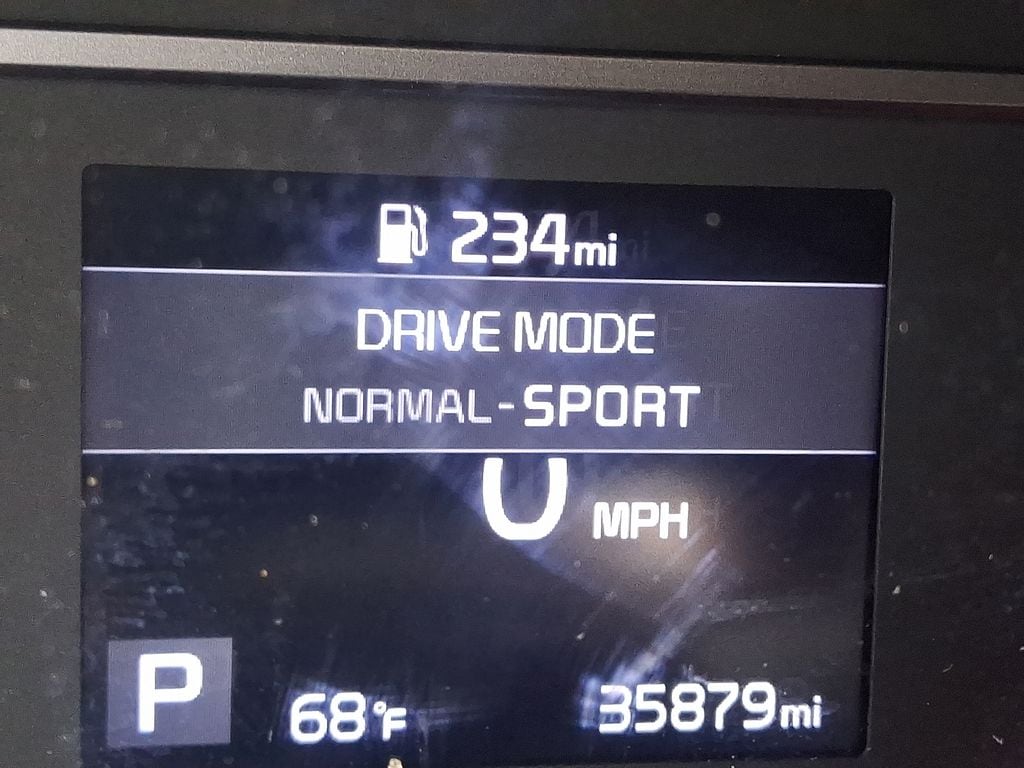 234mi
DRIVE MODE
NORMAL-SPORT
0 MPH
P 68°F 35879mi